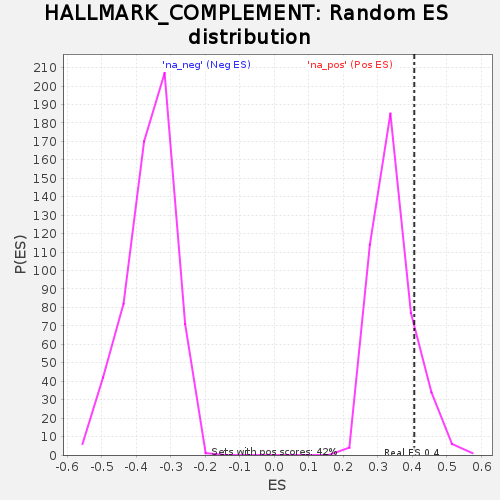 HALLMARK_COMPLEMENT: Random ES
distribution
'na_neg' (Neg ES)
'na_pos' (Pos ES)
210
200
190
180
170
160
150
140
130
120
110
100
90
80
70
60
50
40
30
20
10
0
P(ES)
Sets with pos scores: 42%
Real ES 0.4
-0.6 -0.5 -0.4 -0.3 -0.2 -0.1 0.0 0.1 0.2 0.3 0.4 0.5 0.6
ES